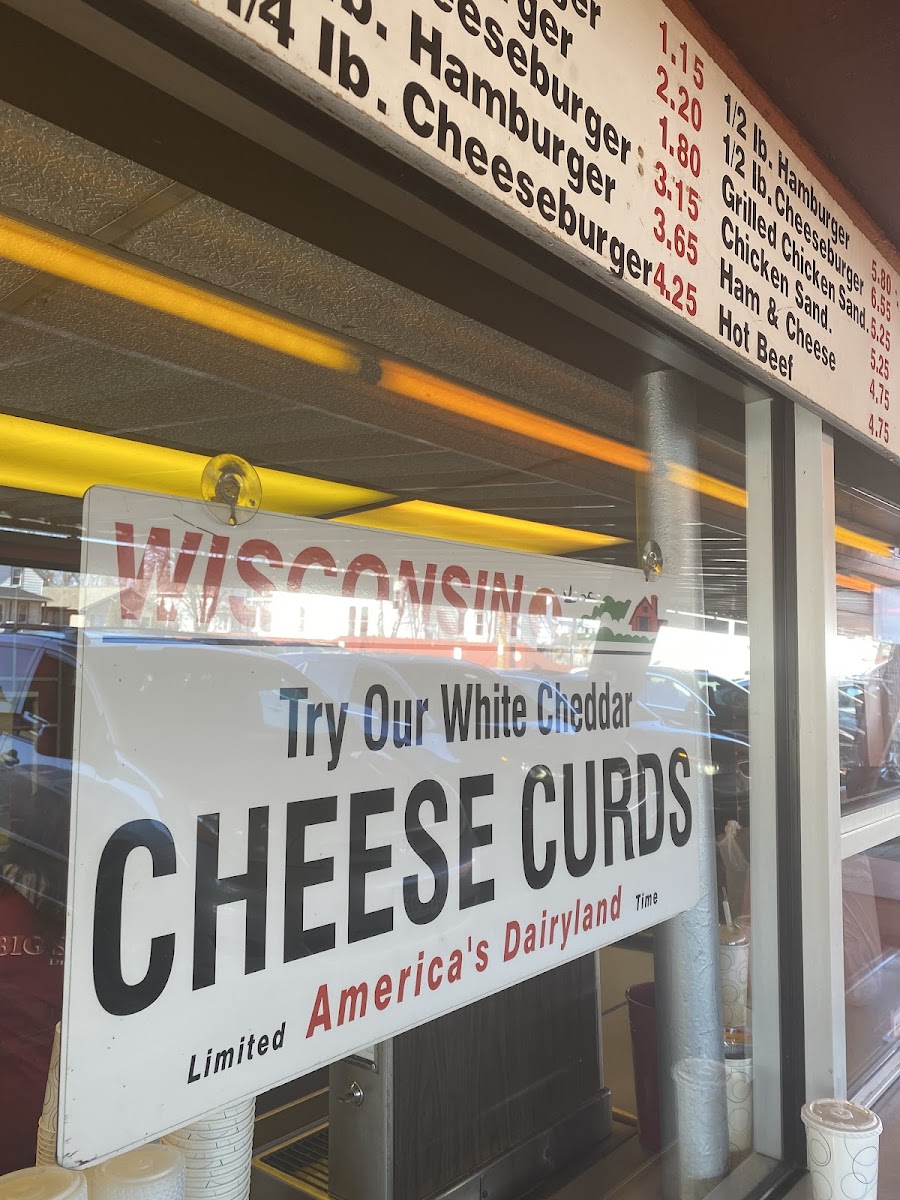 1.15
rger 2.20
eeseburger 1.80
lb. Hamburger 3.15
3.65
1/4 lb. Cheeseburger 4.25
1/2 lb. Hamburger 5.80
1/2 lb. Cheeseburger 6.55
Grilled Chicken Sand. 5.25
Chicken Sand. 5.25
Ham & Cheese 4.75
Hot Beef 4.75
WISCONSIN
Try Our White Cheddar
CHEESE CURDS
Limited America's Dairyland Time
BIG